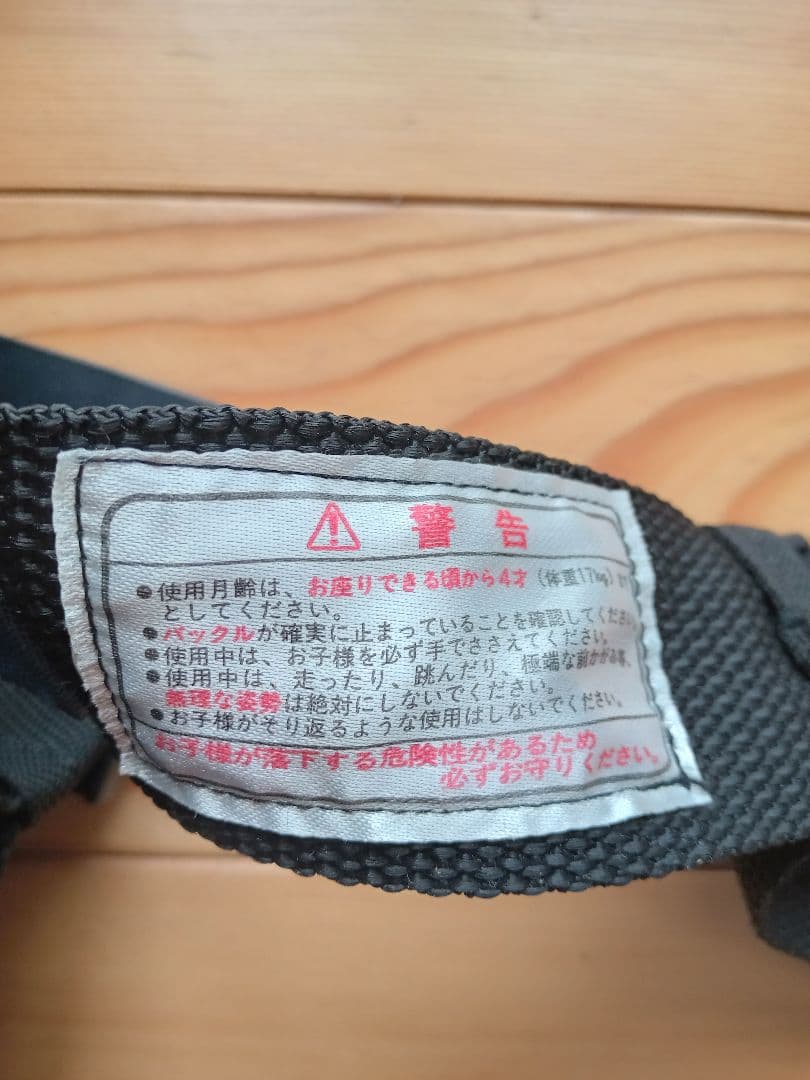 警告
●使用月齢は、お座りできる頃から4才(体重17kg)
としてください。
●バックルが確実に止まっていることを確認してください
●使用中は、お子様を必ず手でささえてください。
●使用中は、走ったり、跳んだり、極端な前かがみ等、
無理な姿勢は絶対にしないでください。
●お子様がそり返るような使用はしないでください。
お子様が落下する危険性があるため
必ずお守りください。